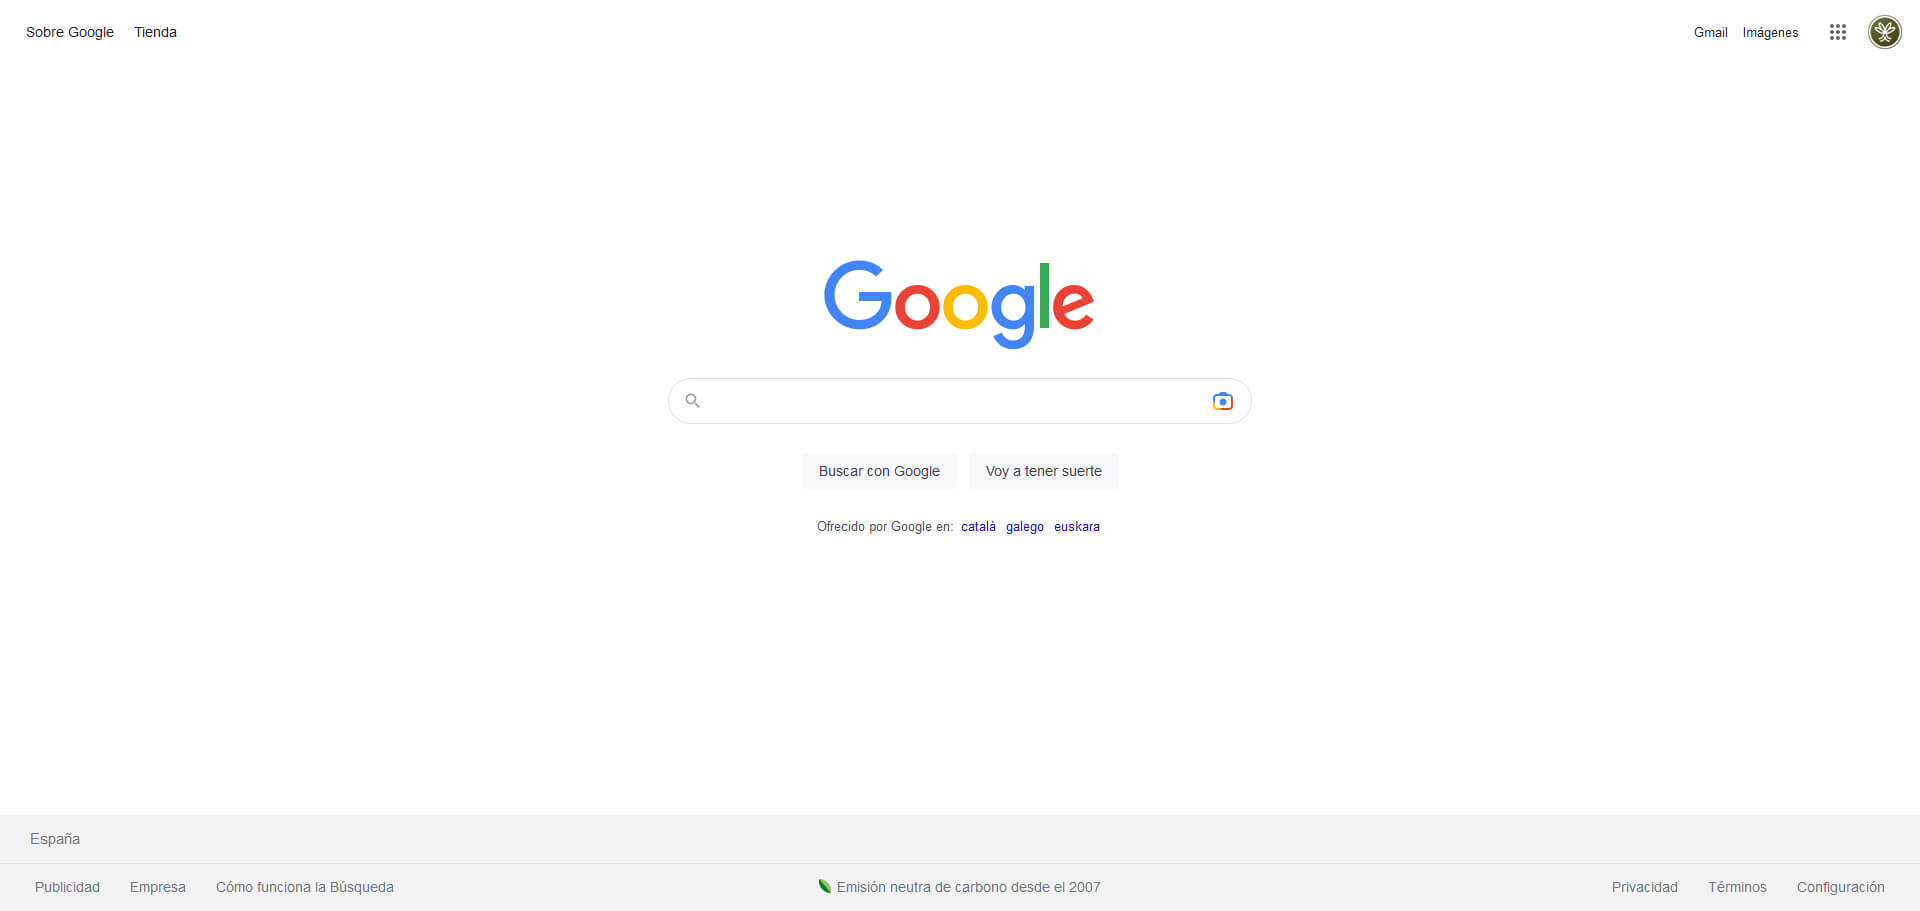 Sobre Google Tienda Gmail Imágenes
Google
Buscar con Google Voy a tener suerte
Ofrecido por Google en: català galego euskara
España
Publicidad Empresa Cómo funciona la Búsqueda Emisión neutra de carbono desde el 2007 Privacidad Términos Configuración